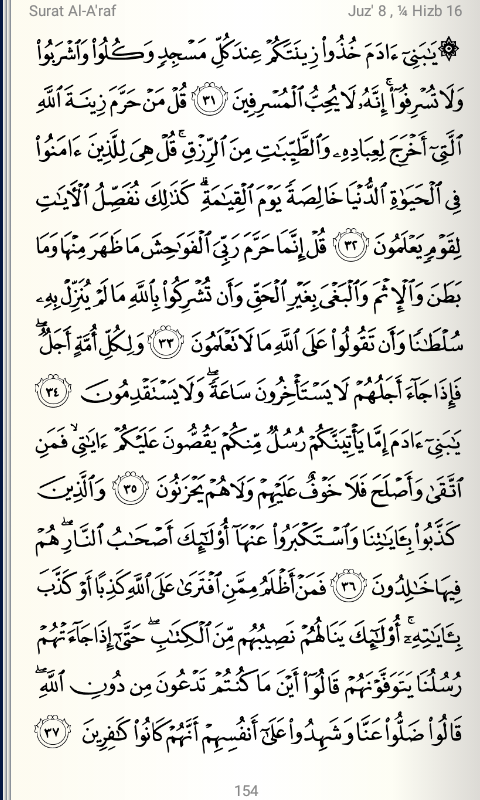 Surat Al-A'raf
Juz' 8 , ¼ Hizb 16
۞ يَٰبَنِىٓ ءَادَمَ خُذُوا۟ زِينَتَكُمْ عِندَ كُلِّ مَسْجِدٍ وَكُلُوا۟ وَٱشْرَبُوا۟
وَلَا تُسْرِفُوٓا۟ ۚ إِنَّهُۥ لَا يُحِبُّ ٱلْمُسْرِفِينَ ٣١ قُلْ مَنْ حَرَّمَ زِينَةَ ٱللَّهِ
ٱلَّتِىٓ أَخْرَجَ لِعِبَادِهِۦ وَٱلطَّيِّبَٰتِ مِنَ ٱلرِّزْقِ ۚ قُلْ هِىَ لِلَّذِينَ ءَامَنُوا۟
فِى ٱلْحَيَوٰةِ ٱلدُّنْيَا خَالِصَةً يَوْمَ ٱلْقِيَٰمَةِ ۗ كَذَٰلِكَ نُفَصِّلُ ٱلْءَايَٰتِ
لِقَوْمٍ يَعْلَمُونَ ٣٢ قُلْ إِنَّمَا حَرَّمَ رَبِّىَ ٱلْفَوَٰحِشَ مَا ظَهَرَ مِنْهَا وَمَا
بَطَنَ وَٱلْإِثْمَ وَٱلْبَغْىَ بِغَيْرِ ٱلْحَقِّ وَأَن تُشْرِكُوا۟ بِٱللَّهِ مَا لَمْ يُنَزِّلْ بِهِۦ
سُلْطَٰنًا وَأَن تَقُولُوا۟ عَلَى ٱللَّهِ مَا لَا تَعْلَمُونَ ٣٣ وَلِكُلِّ أُمَّةٍ أَجَلٌ ۖ
فَإِذَا جَآءَ أَجَلُهُمْ لَا يَسْتَأْخِرُونَ سَاعَةً ۖ وَلَا يَسْتَقْدِمُونَ ٣٤
يَٰبَنِىٓ ءَادَمَ إِمَّا يَأْتِيَنَّكُمْ رُسُلٌ مِّنكُمْ يَقُصُّونَ عَلَيْكُمْ ءَايَٰتِى ۙ فَمَنِ
ٱتَّقَىٰ وَأَصْلَحَ فَلَا خَوْفٌ عَلَيْهِمْ وَلَا هُمْ يَحْزَنُونَ ٣٥ وَٱلَّذِينَ
كَذَّبُوا۟ بِـَٔايَٰتِنَا وَٱسْتَكْبَرُوا۟ عَنْهَآ أُو۟لَٰٓئِكَ أَصْحَٰبُ ٱلنَّارِ ۖ هُمْ
فِيهَا خَٰلِدُونَ ٣٦ فَمَنْ أَظْلَمُ مِمَّنِ ٱفْتَرَىٰ عَلَى ٱللَّهِ كَذِبًا أَوْ كَذَّبَ
بِـَٔايَٰتِهِۦٓ ۚ أُو۟لَٰٓئِكَ يَنَالُهُمْ نَصِيبُهُم مِّنَ ٱلْكِتَٰبِ ۖ حَتَّىٰٓ إِذَا جَآءَتْهُمْ
رُسُلُنَا يَتَوَفَّوْنَهُمْ قَالُوٓا۟ أَيْنَ مَا كُنتُمْ تَدْعُونَ مِن دُونِ ٱللَّهِ ۖ
قَالُوا۟ ضَلُّوا۟ عَنَّا وَشَهِدُوا۟ عَلَىٰٓ أَنفُسِهِمْ أَنَّهُمْ كَانُوا۟ كَٰفِرِينَ ٣٧
154